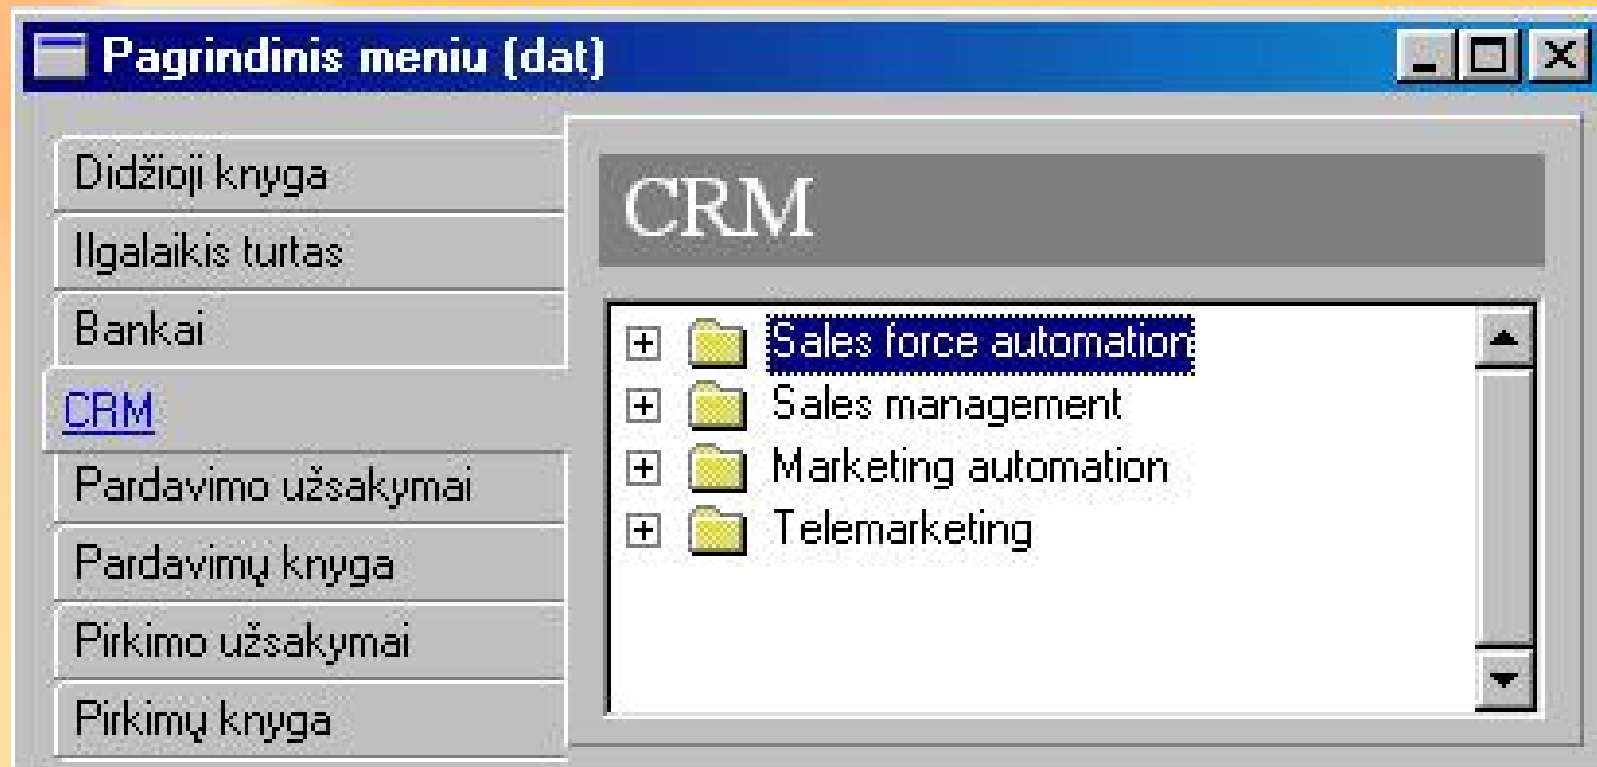 Pagrindinis meniu (dat)
Didžioji knyga
Ilgalaikis turtas
Bankai
CRM
Pardavimo užsakymai
Pardavimų knyga
Pirkimo užsakymai
Pirkimų knyga
CRM
Sales force automation
Sales management
Marketing automation
Telemarketing